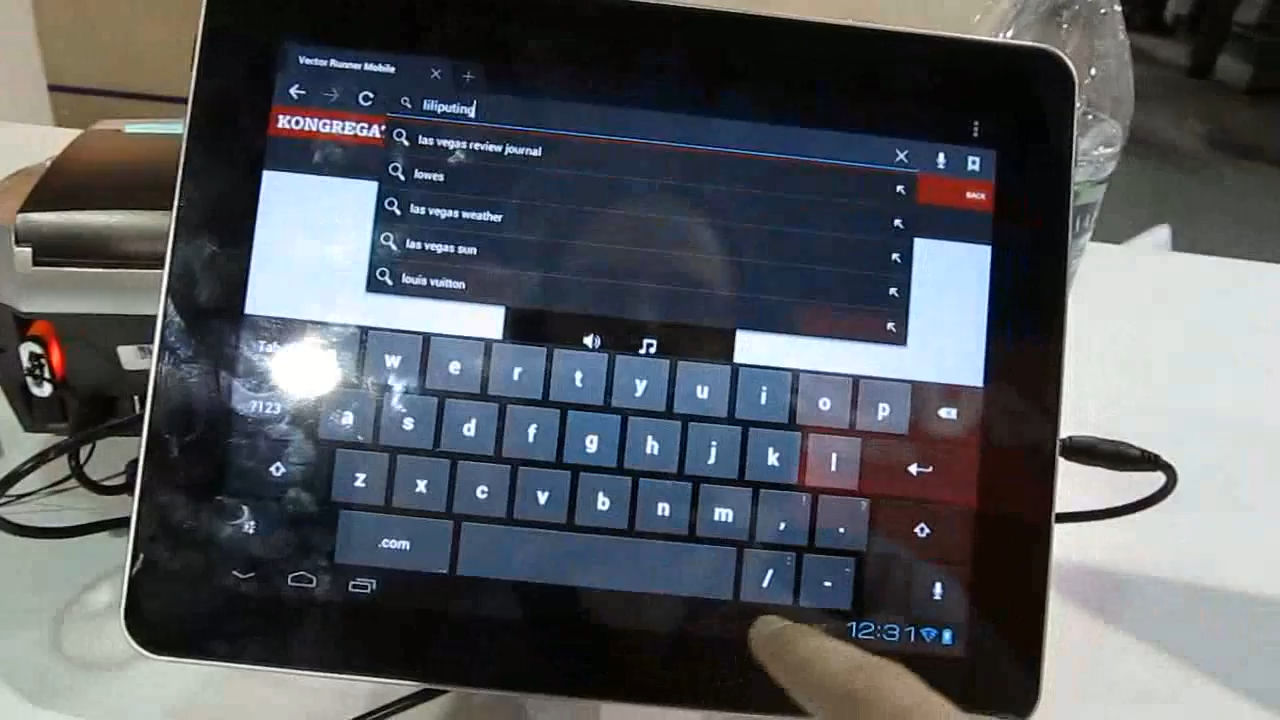 Vector Runner Mobile
liliputing
KONGREGA
las vegas review journal
BACK
lowes
las vegas weather
las vegas sun
louis vuitton
w e r t y u i o p
?123 a s d f g h j k l
z x c v b n m , .
.com / -
12:31